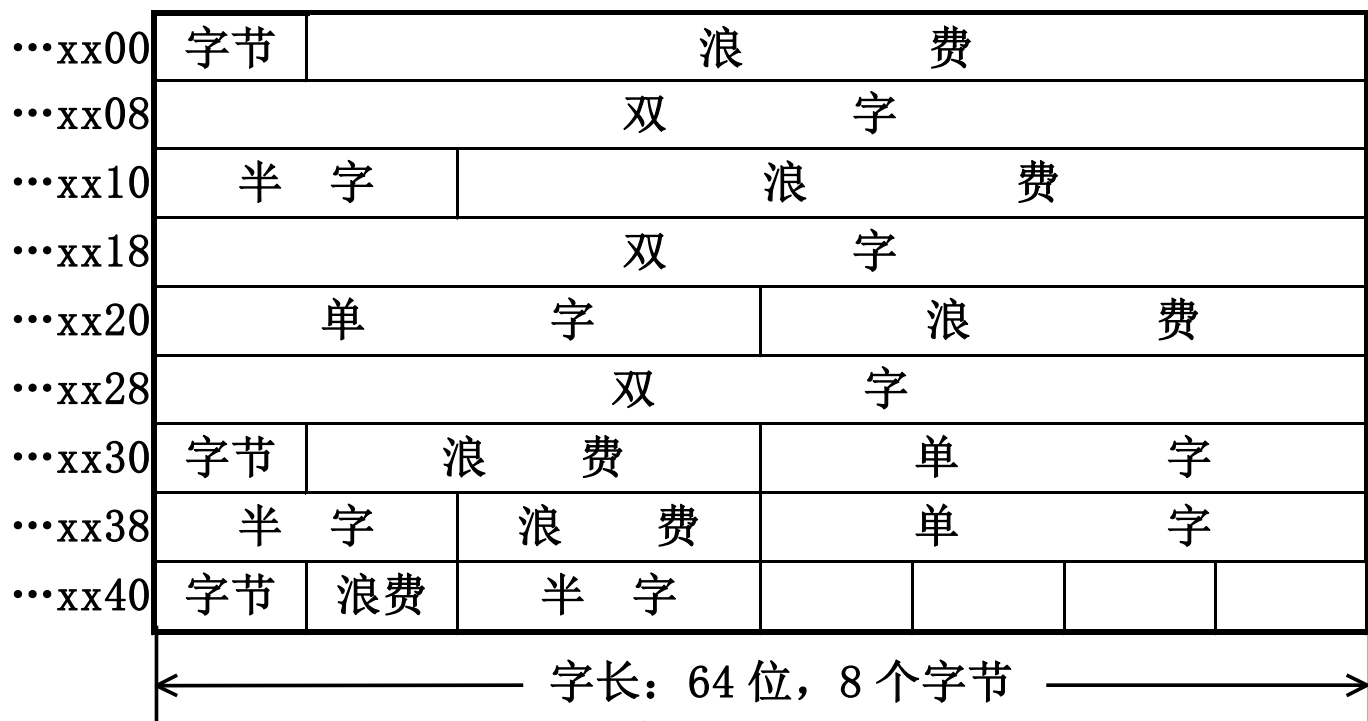 …xx00 字节 浪费
…xx08 双字
…xx10 半字 浪费
…xx18 双字
…xx20 单字 浪费
…xx28 双字
…xx30 字节 浪费 单字
…xx38 半字 浪费 单字
…xx40 字节 浪费 半字
字长：64 位，8 个字节